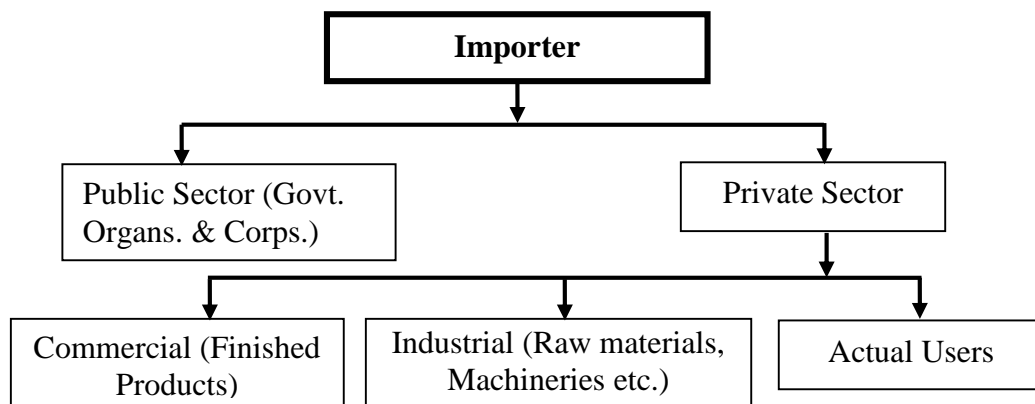 Importer
Public Sector (Govt.
Organs. & Corps.)
Private Sector
Commercial (Finished
Products)
Industrial (Raw materials,
Machineries etc.)
Actual Users